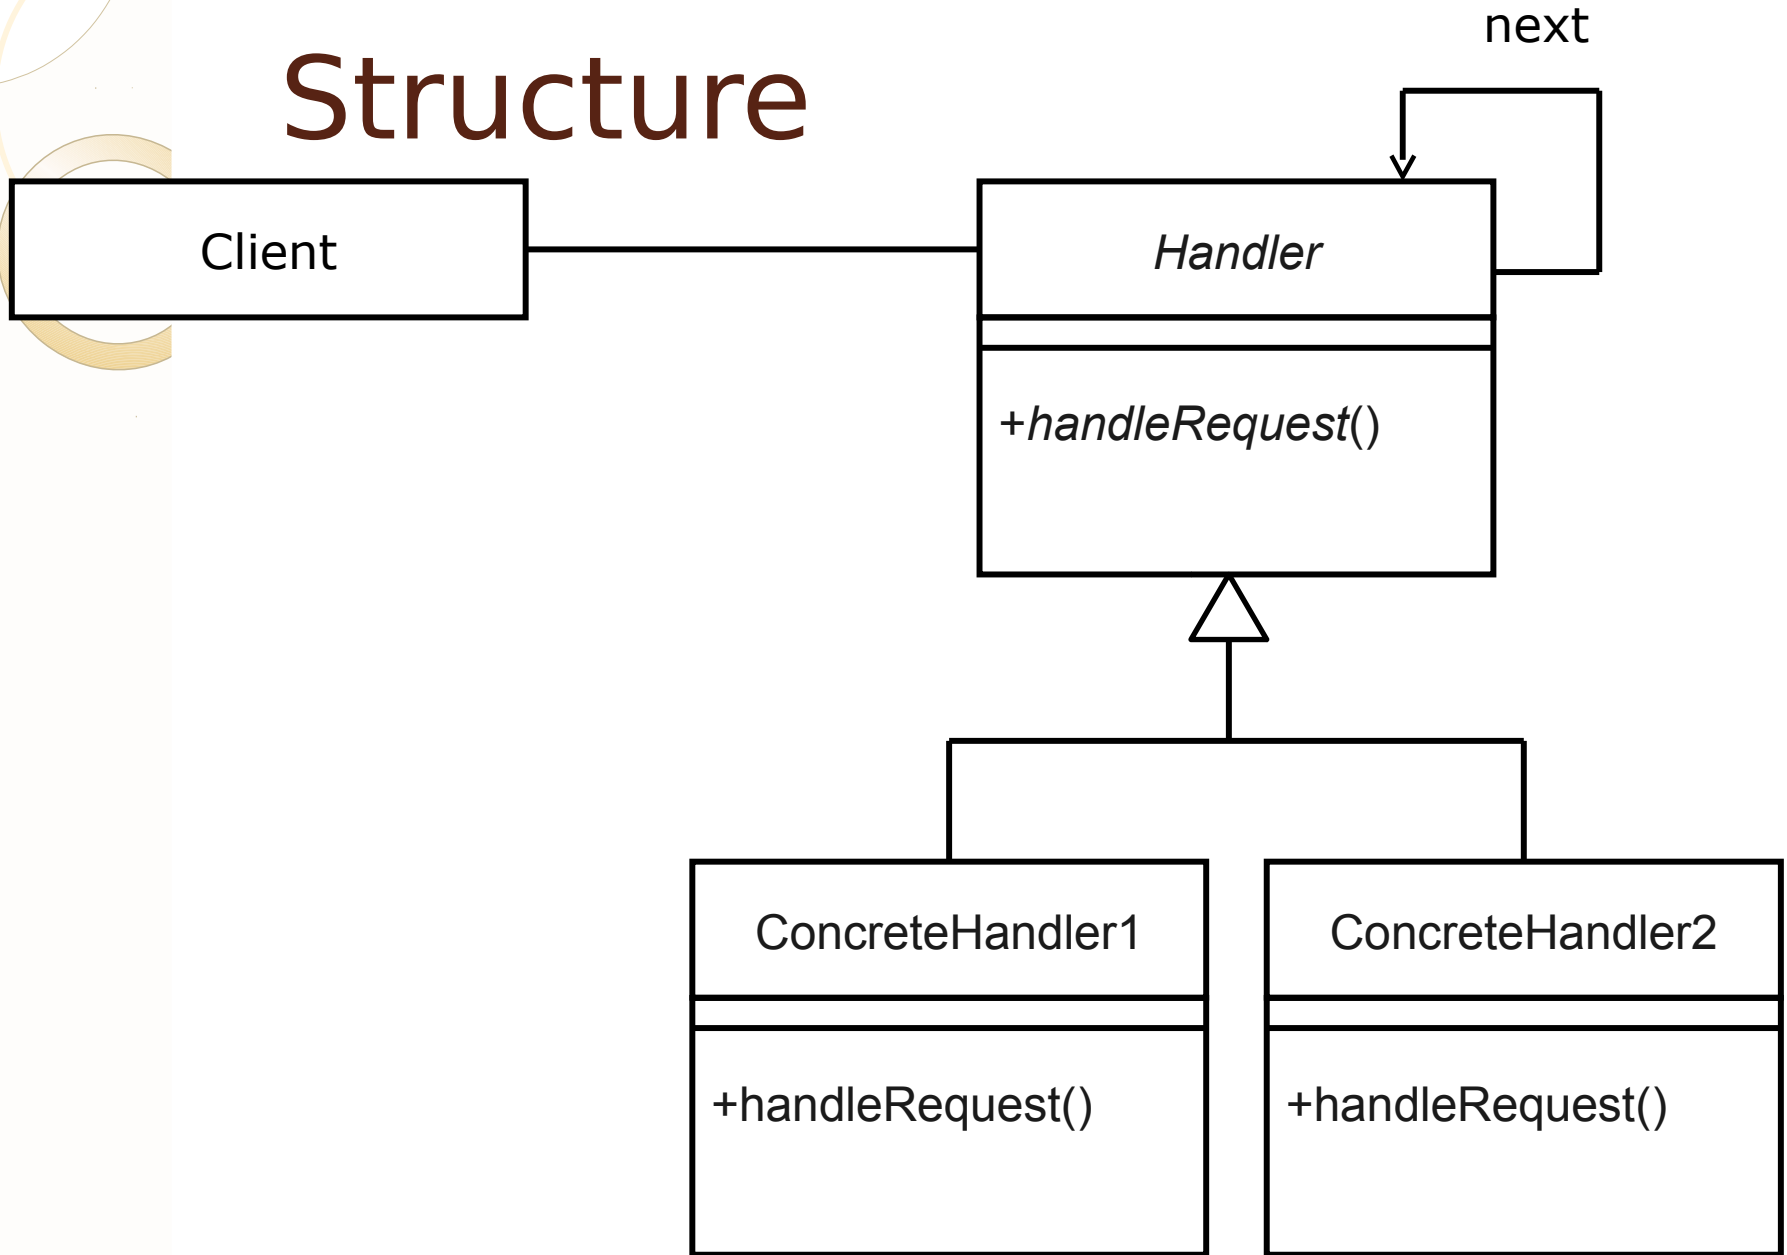 next
Structure
Client
Handler
+handleRequest()
ConcreteHandler1
ConcreteHandler2
+handleRequest()
+handleRequest()